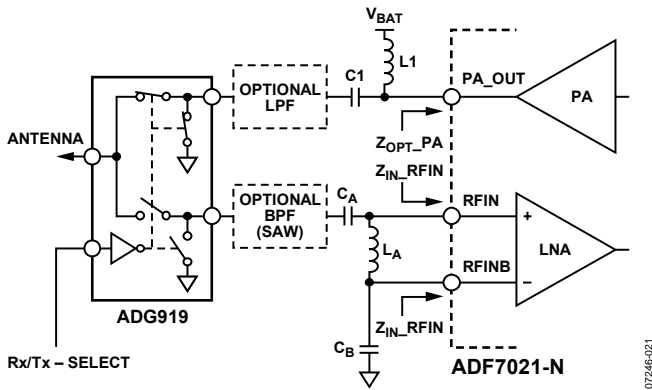 VBAT
L1
C1
PA_OUT
PA
OPTIONAL
LPF
ZOPT_PA
ANTENNA
ZIN_RFIN
CA
RFIN
OPTIONAL
BPF
(SAW)
LA
+
LNA
RFINB
–
ADG919
ZIN_RFIN
CB
Rx/Tx – SELECT
ADF7021-N
07246-021